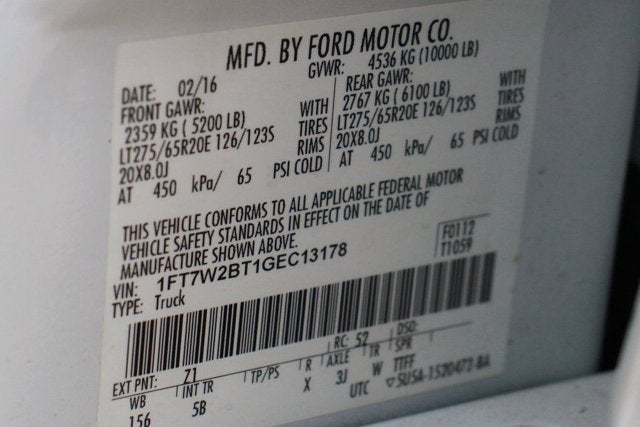 MFD. BY FORD MOTOR CO.
DATE: 02/16 GVWR: 4536 KG (10000 LB)
FRONT GAWR: REAR GAWR:
2359 KG ( 5200 LB) WITH 2767 KG ( 6100 LB) WITH
LT275/65R20E 126/123S TIRES LT275/65R20E 126/123S TIRES
20X8.0J RIMS 20X8.0J RIMS
AT 450 kPa/ 65 PSI COLD AT 450 kPa/ 65 PSI COLD
THIS VEHICLE CONFORMS TO ALL APPLICABLE FEDERAL MOTOR
VEHICLE SAFETY STANDARDS IN EFFECT ON THE DATE OF
MANUFACTURE SHOWN ABOVE.
F0112
VIN: 1FT7W2BT1GEC13178 T1059
TYPE: Truck
EXT PNT: Z1 RC: 52 DSO:
WB INT TR TP/PS R AXLE TR SPR
156 5B X 3J W TTFF
UTC ▽5U5A-1520472-BA